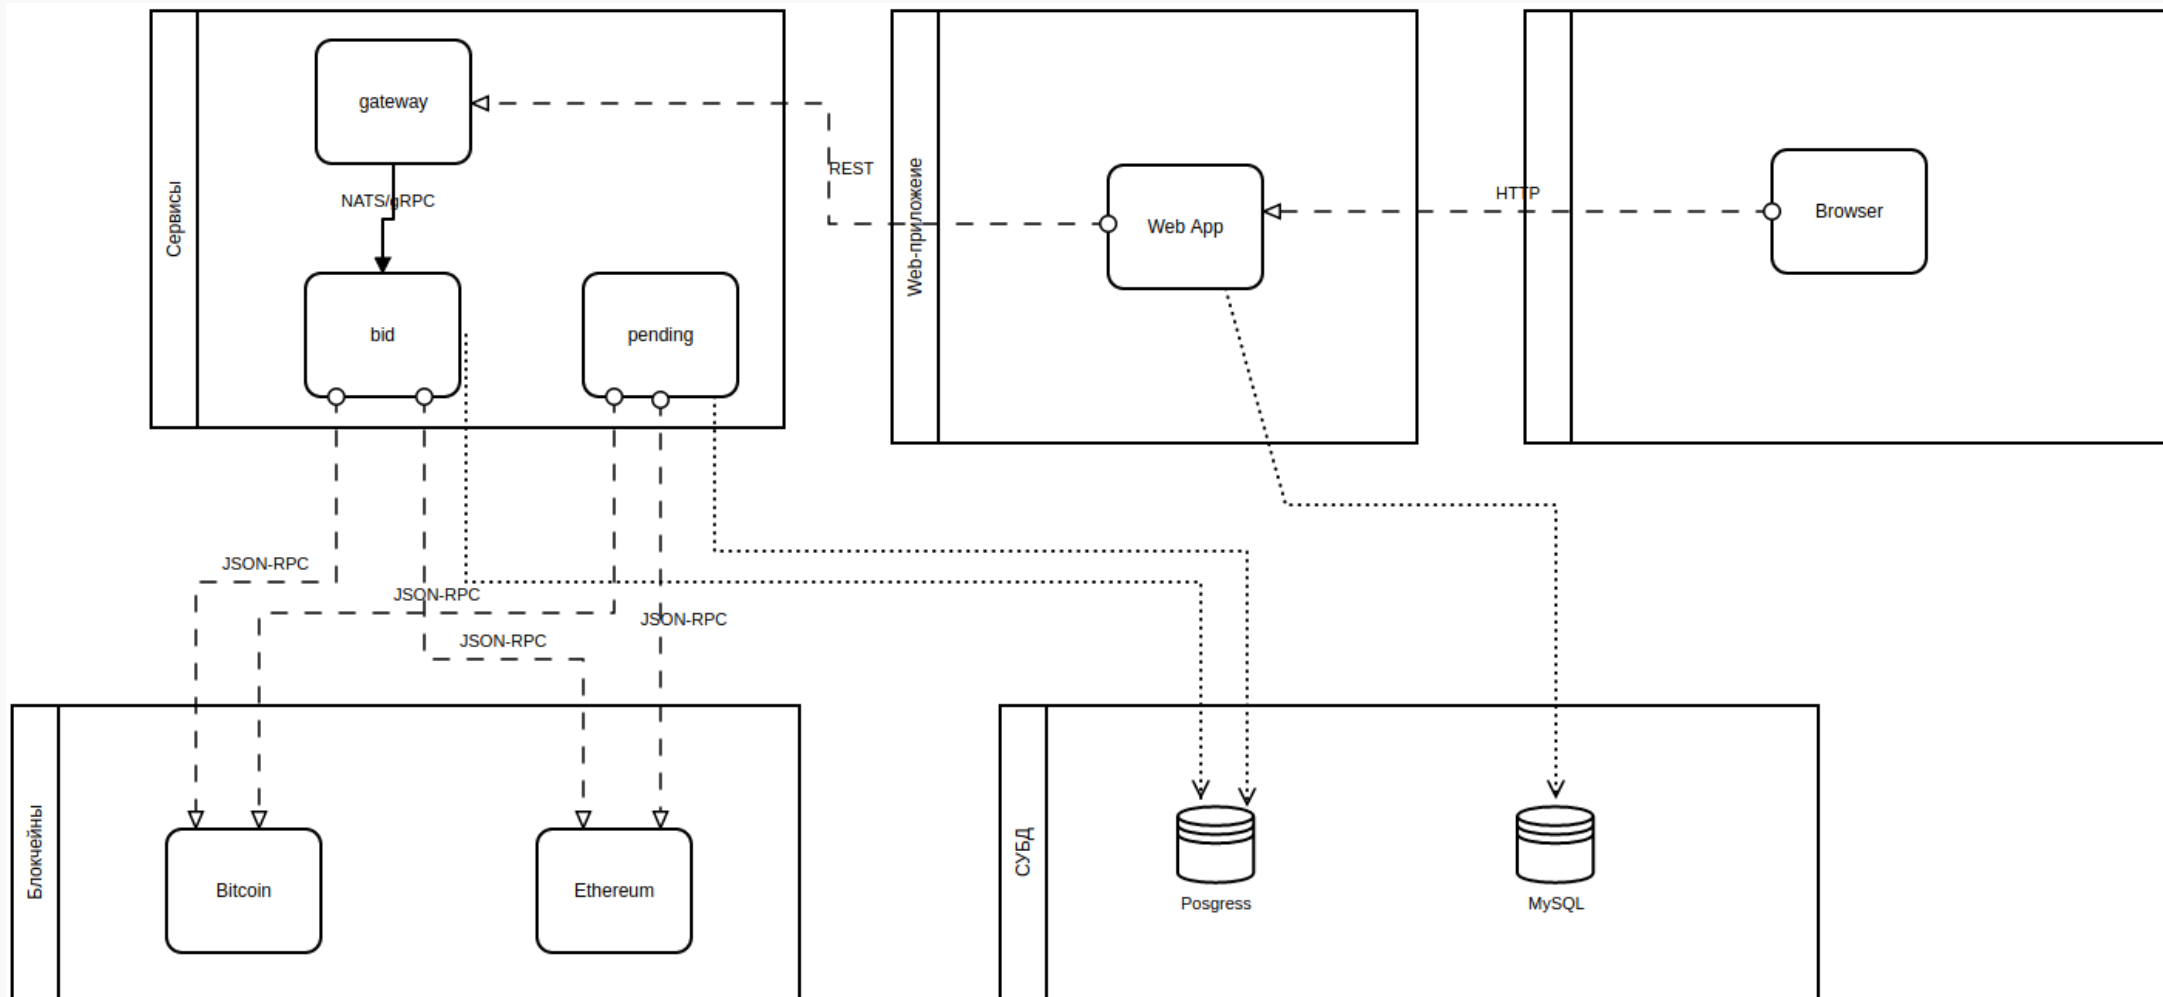 gateway
REST
Web App
HTTP
Browser
NATS/gRPC
Сервисы
Web-приложеие
bid
pending
JSON-RPC
JSON-RPC
JSON-RPC
JSON-RPC
Блокчейны
Bitcoin
Ethereum
СУБД
Posgress
MySQL